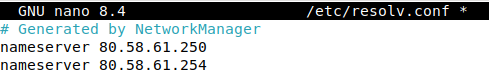 GNU nano 8.4 /etc/resolv.conf *
# Generated by NetworkManager
nameserver 80.58.61.250
nameserver 80.58.61.254